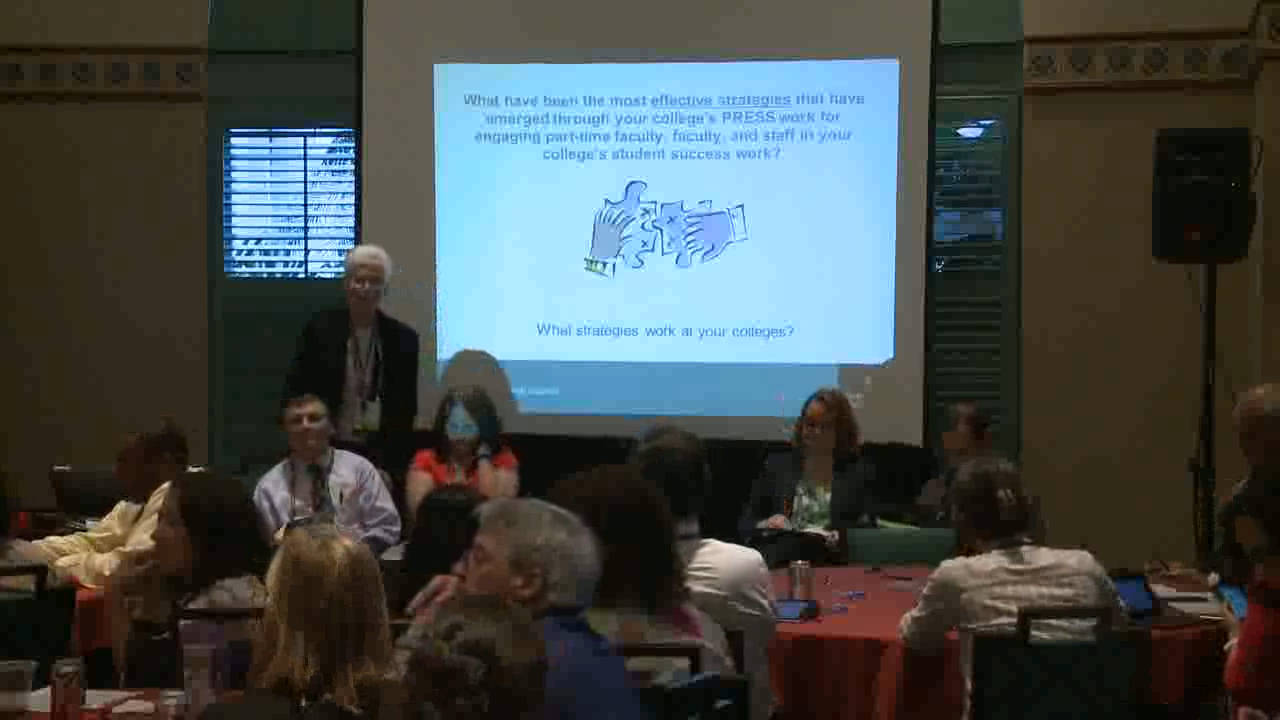 What have been the most effective strategies that have
emerged through your college's PRESS work for
engaging part-time faculty, faculty, and staff in your
college's student success work?
What strategies work at your colleges?